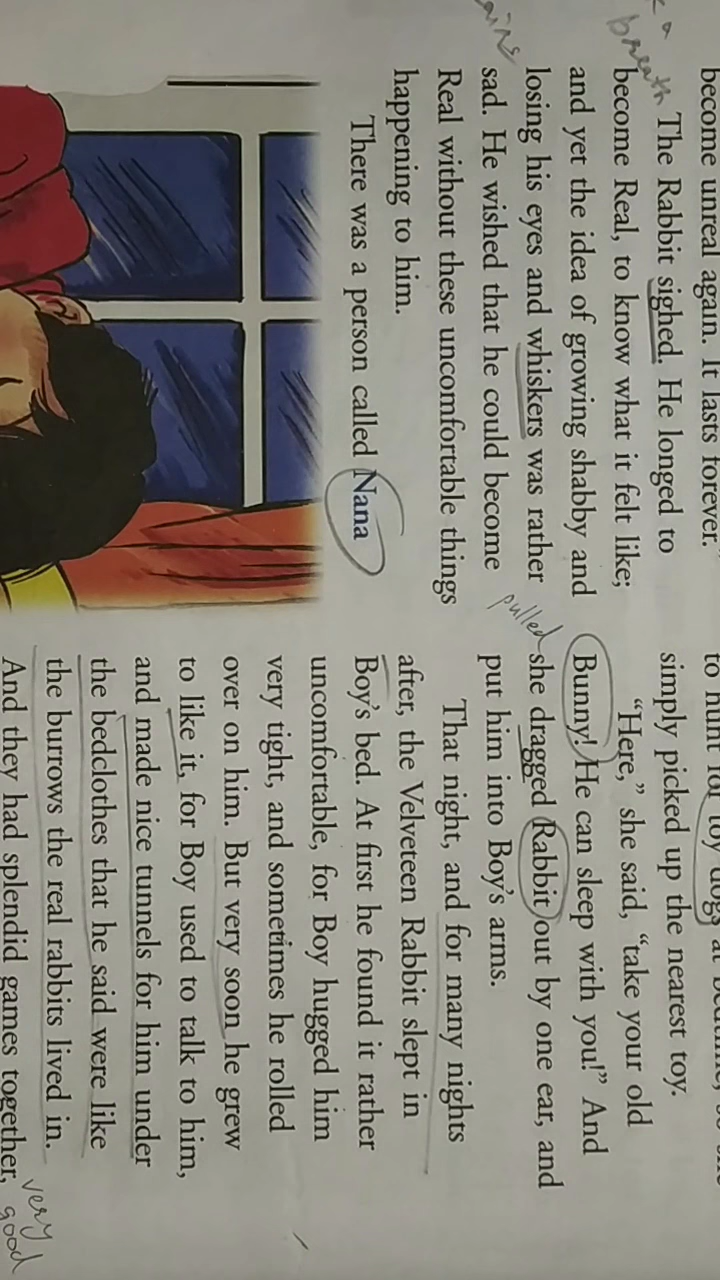 become unreal again. It lasts forever."
The Rabbit sighed. He longed to
become Real, to know what it felt like;
and yet the idea of growing shabby and
losing his eyes and whiskers was rather
sad. He wished that he could become
Real without these uncomfortable things
happening to him.
There was a person called Nana
breath
pulled
to hunt for toy dogs at
simply picked up the nearest toy.
"Here," she said, "take your old
Bunny! He can sleep with you!" And
she dragged Rabbit out by one ear, and
put him into Boy's arms.
That night, and for many nights
after, the Velveteen Rabbit slept in
Boy's bed. At first he found it rather
uncomfortable, for Boy hugged him
very tight, and sometimes he rolled
over on him. But very soon he grew
to like it, for Boy used to talk to him,
and made nice tunnels for him under
the bedclothes that he said were like
the burrows the real rabbits lived in.
And they had splendid games together,
very
good